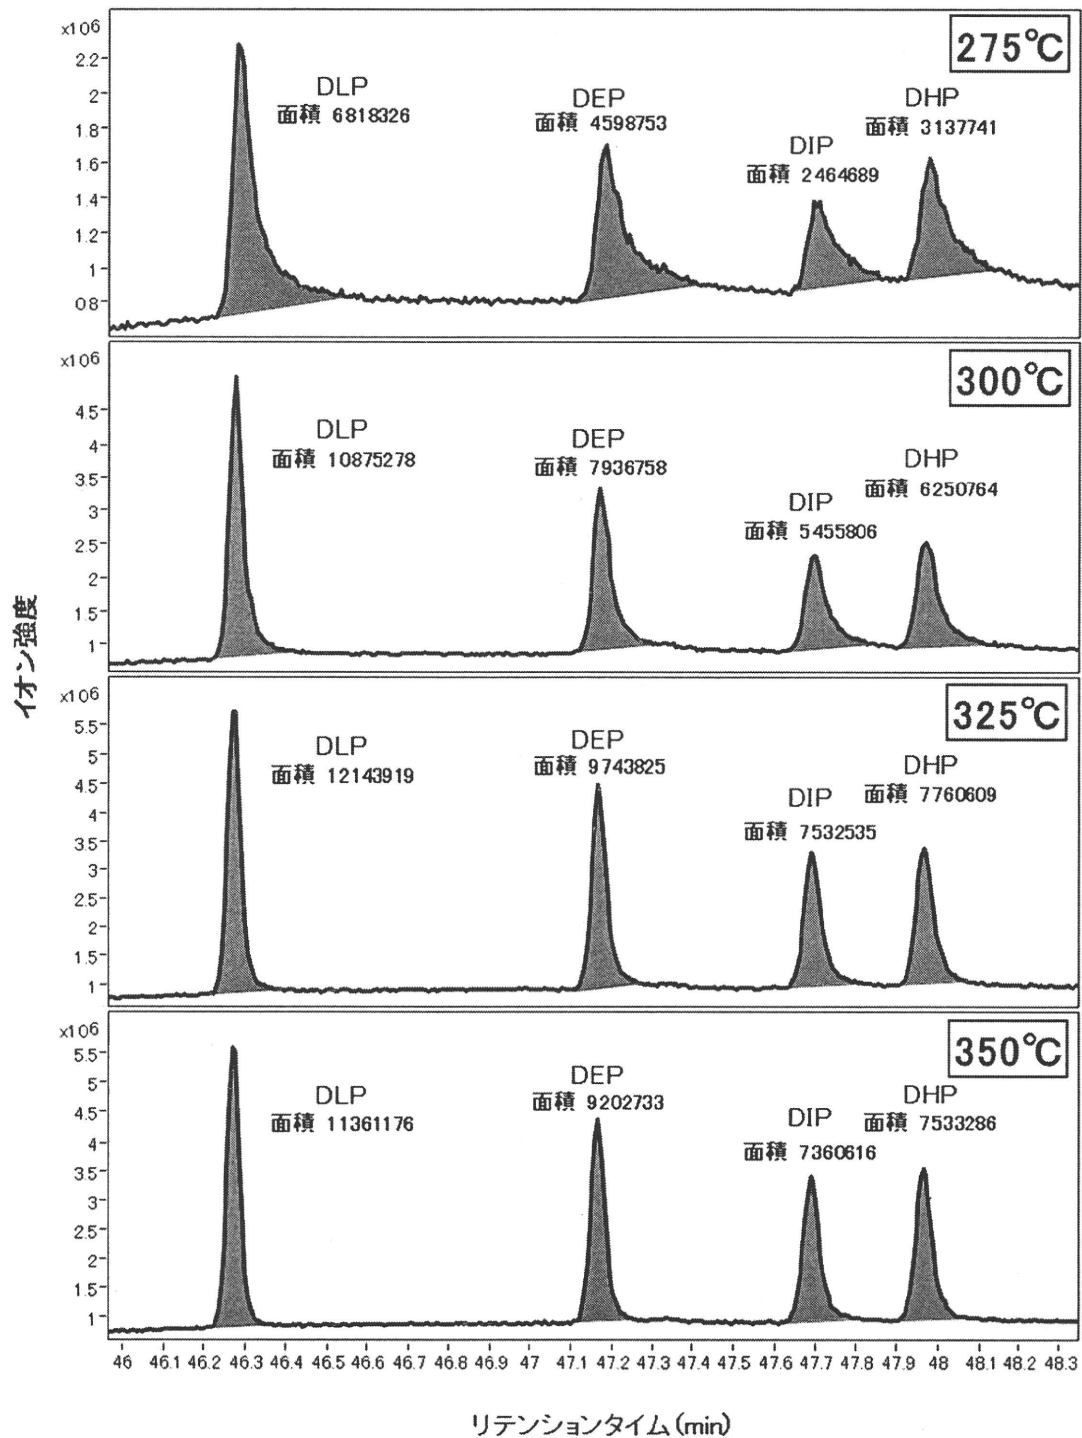 ×10⁶
2.2
2
1.8
1.6
1.4
1.2
1
08
275℃
DLP
面積 6818326
DEP
面積 4598753
DIP
面積 2464689
DHP
面積 3137741
×10⁶
4.5
4
3.5
3
2.5
2
1.5
1
300℃
DLP
面積 10875278
DEP
面積 7936758
DIP
面積 5455806
DHP
面積 6250764
×10⁶
5.5
5
4.5
4
3.5
3
2.5
2
1.5
1
325℃
DLP
面積 12143919
DEP
面積 9743825
DIP
面積 7532535
DHP
面積 7760609
×10⁶
5.5
5
4.5
4
3.5
3
2.5
2
1.5
1
350℃
DLP
面積 11361176
DEP
面積 9202733
DIP
面積 7360616
DHP
面積 7533286
46 46.1 46.2 46.3 46.4 46.5 46.6 46.7 46.8 46.9 47 47.1 47.2 47.3 47.4 47.5 47.6 47.7 47.8 47.9 48 48.1 48.2 48.3
イオン強度
リテンションタイム(min)